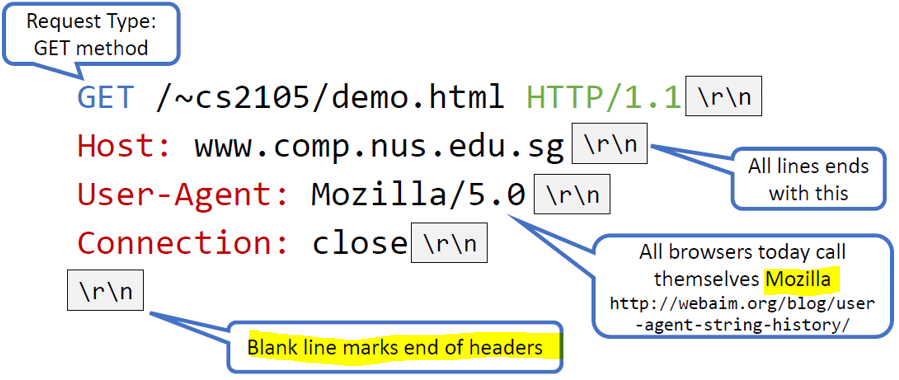 Request Type:
GET method
GET /~cs2105/demo.html HTTP/1.1 \r\n
Host: www.comp.nus.edu.sg \r\n
User-Agent: Mozilla/5.0 \r\n
Connection: close \r\n
\r\n
All lines ends
with this
All browsers today call
themselves Mozilla
http://webaim.org/blog/user
-agent-string-history/
Blank line marks end of headers